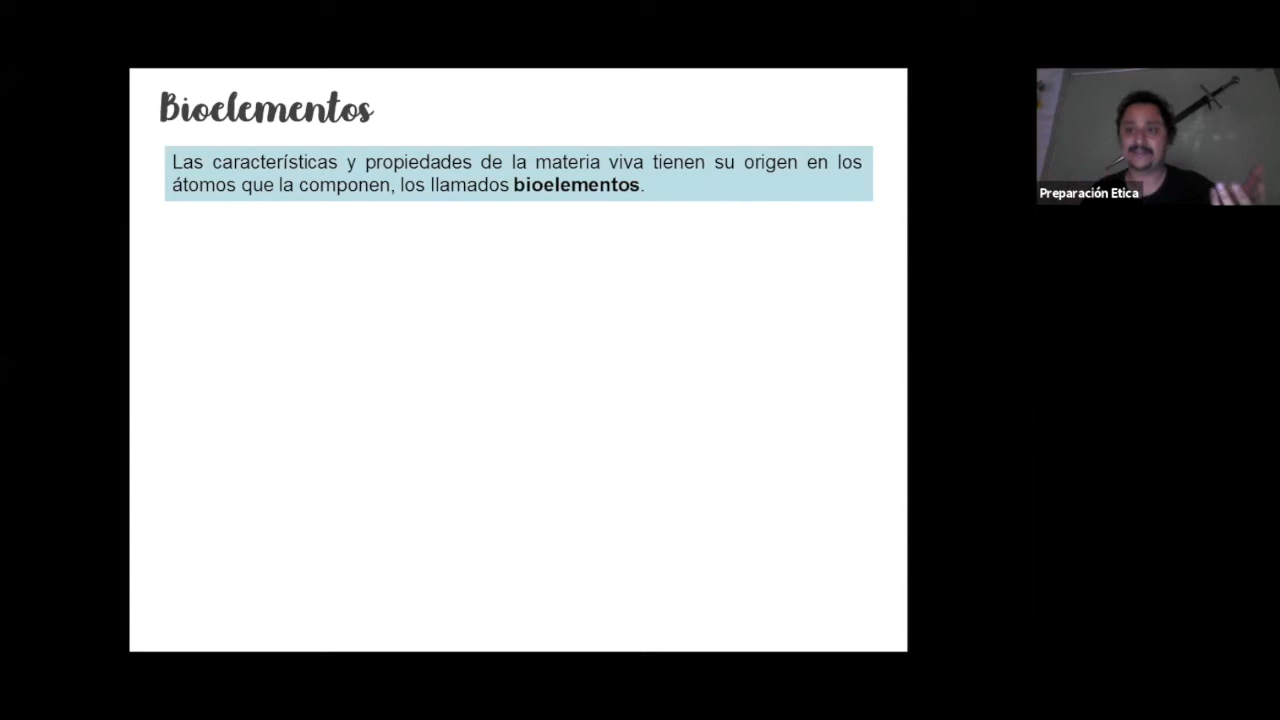 Bioelementos
Las características y propiedades de la materia viva tienen su origen en los
átomos que la componen, los llamados bioelementos.
Preparación Etica